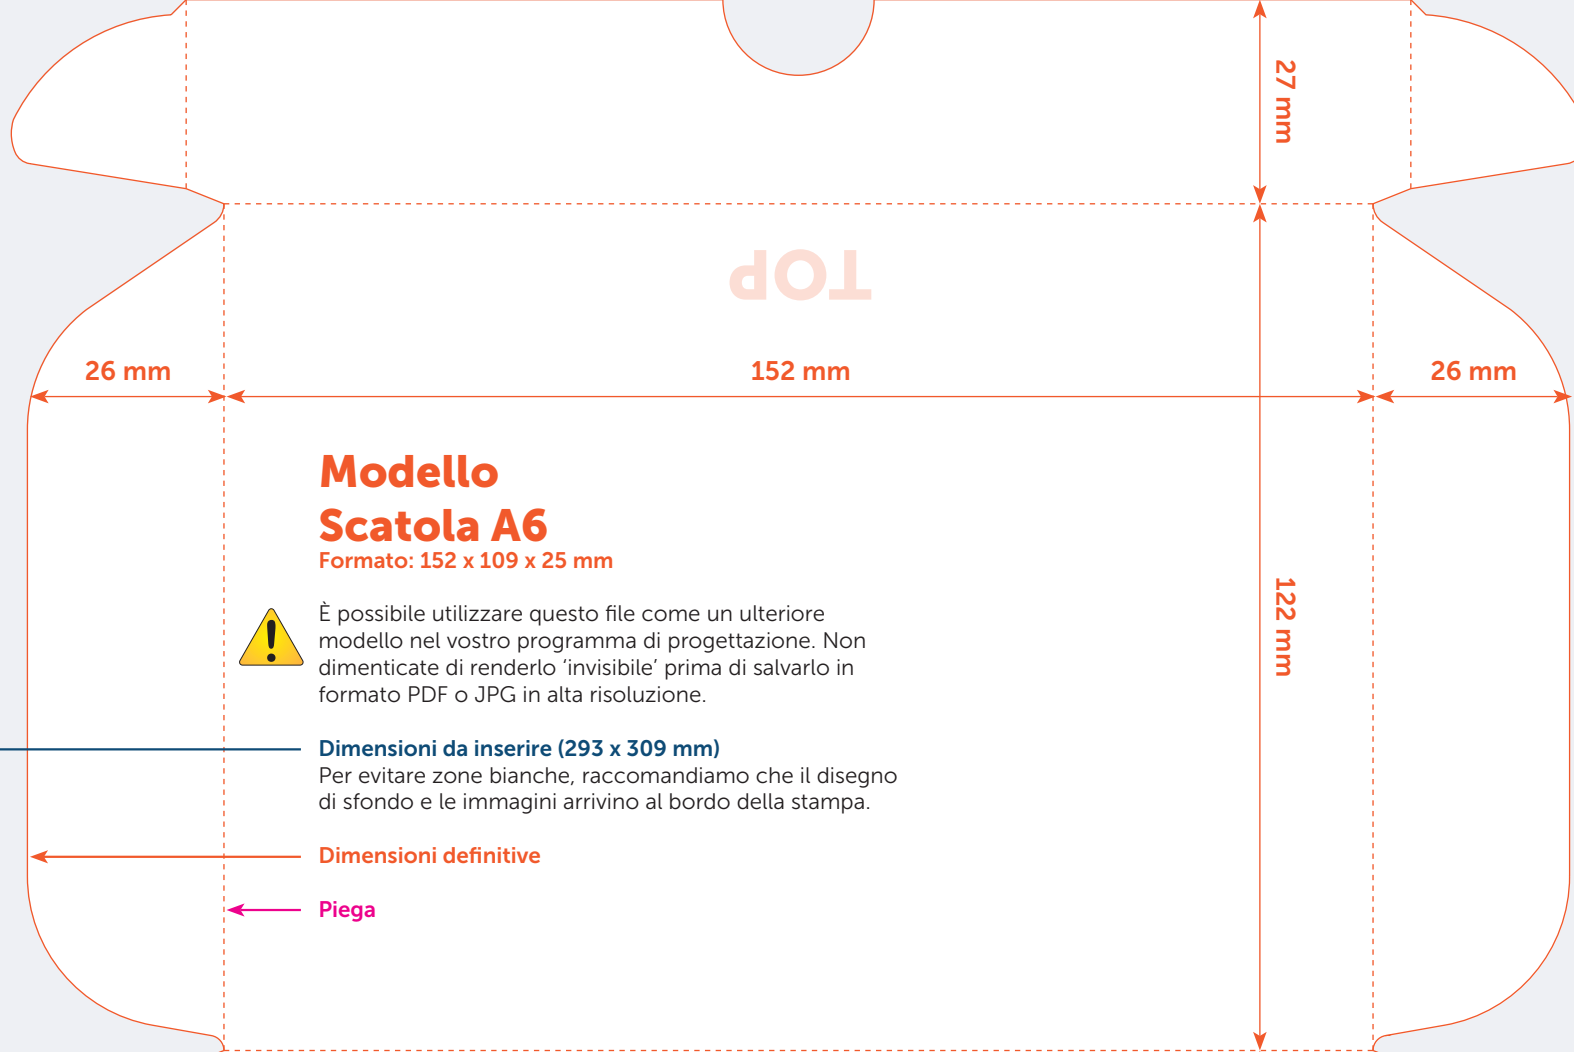 27 mm
TOP
26 mm
152 mm
26 mm
Modello
Scatola A6
Formato: 152 x 109 x 25 mm
È possibile utilizzare questo file come un ulteriore
modello nel vostro programma di progettazione. Non
dimenticate di renderlo ‘invisibile’ prima di salvarlo in
formato PDF o JPG in alta risoluzione.
122 mm
Dimensioni da inserire (293 x 309 mm)
Per evitare zone bianche, raccomandiamo che il disegno
di sfondo e le immagini arrivino al bordo della stampa.
Dimensioni definitive
Piega